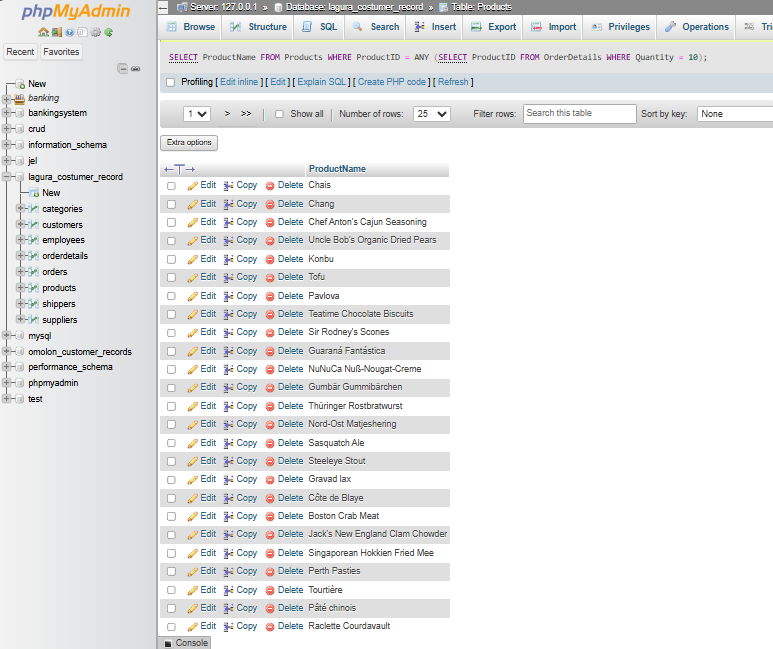 phpMyAdmin
Recent Favorites
New
banking
bankingsystem
crud
information_schema
jel
lagura_costumer_record
New
categories
customers
employees
orderdetails
orders
products
shippers
suppliers
mysql
omolon_customer_records
performance_schema
phpmyadmin
test
Server: 127.0.0.1 » Database: lagura_costumer_record » Table: Products
Browse Structure SQL Search Insert Export Import Privileges Operations Tri
SELECT ProductName FROM Products WHERE ProductID = ANY (SELECT ProductID FROM OrderDetails WHERE Quantity = 10);
Profiling [ Edit inline ] [ Edit ] [ Explain SQL ] [ Create PHP code ] [ Refresh ]
1 > >> Show all Number of rows: 25 Filter rows: Search this table Sort by key: None
Extra options
←T→ ProductName
Edit Copy Delete Chais
Edit Copy Delete Chang
Edit Copy Delete Chef Anton's Cajun Seasoning
Edit Copy Delete Uncle Bob's Organic Dried Pears
Edit Copy Delete Konbu
Edit Copy Delete Tofu
Edit Copy Delete Pavlova
Edit Copy Delete Teatime Chocolate Biscuits
Edit Copy Delete Sir Rodney's Scones
Edit Copy Delete Guaraná Fantástica
Edit Copy Delete NuNuCa Nuß-Nougat-Creme
Edit Copy Delete Gumbär Gummibärchen
Edit Copy Delete Thüringer Rostbratwurst
Edit Copy Delete Nord-Ost Matjeshering
Edit Copy Delete Sasquatch Ale
Edit Copy Delete Steeleye Stout
Edit Copy Delete Gravad lax
Edit Copy Delete Côte de Blaye
Edit Copy Delete Boston Crab Meat
Edit Copy Delete Jack's New England Clam Chowder
Edit Copy Delete Singaporean Hokkien Fried Mee
Edit Copy Delete Perth Pasties
Edit Copy Delete Tourtière
Edit Copy Delete Pâté chinois
Edit Copy Delete Raclette Courdavault
Console